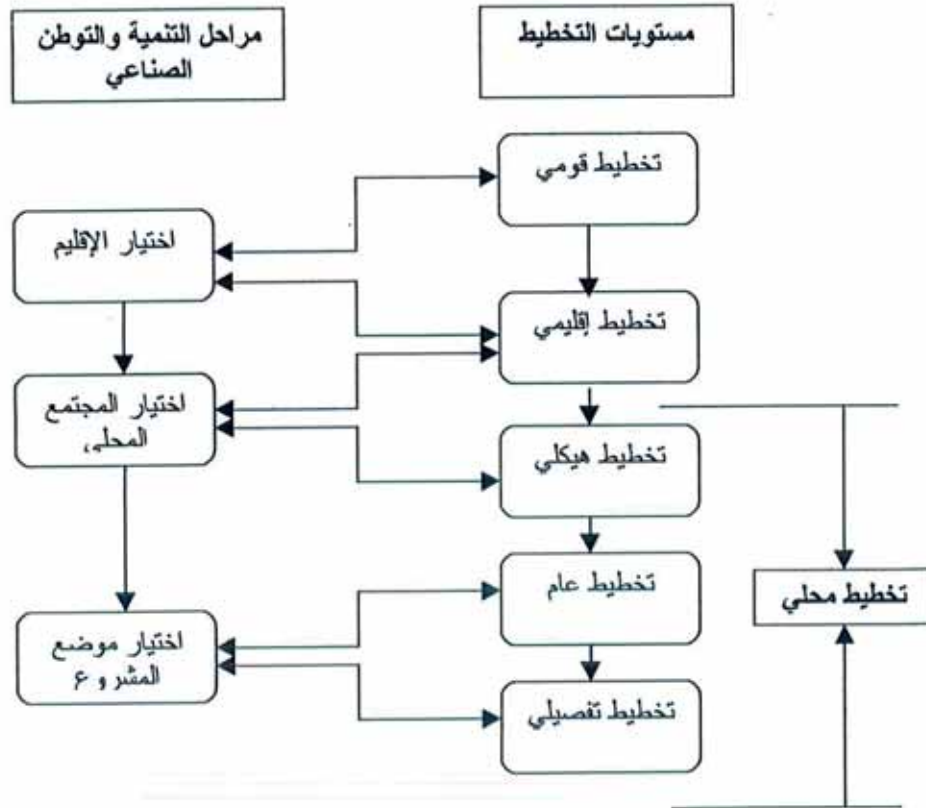 مستويات التخطيط
مراحل التنمية والتوطن
الصناعي
تخطيط قومي
اختيار الإقليم
تخطيط إقليمي
اختيار المجتمع
المحلي
تخطيط هيكلي
تخطيط عام
تخطيط محلي
اختيار موضع
المشروع
تخطيط تفصيلي